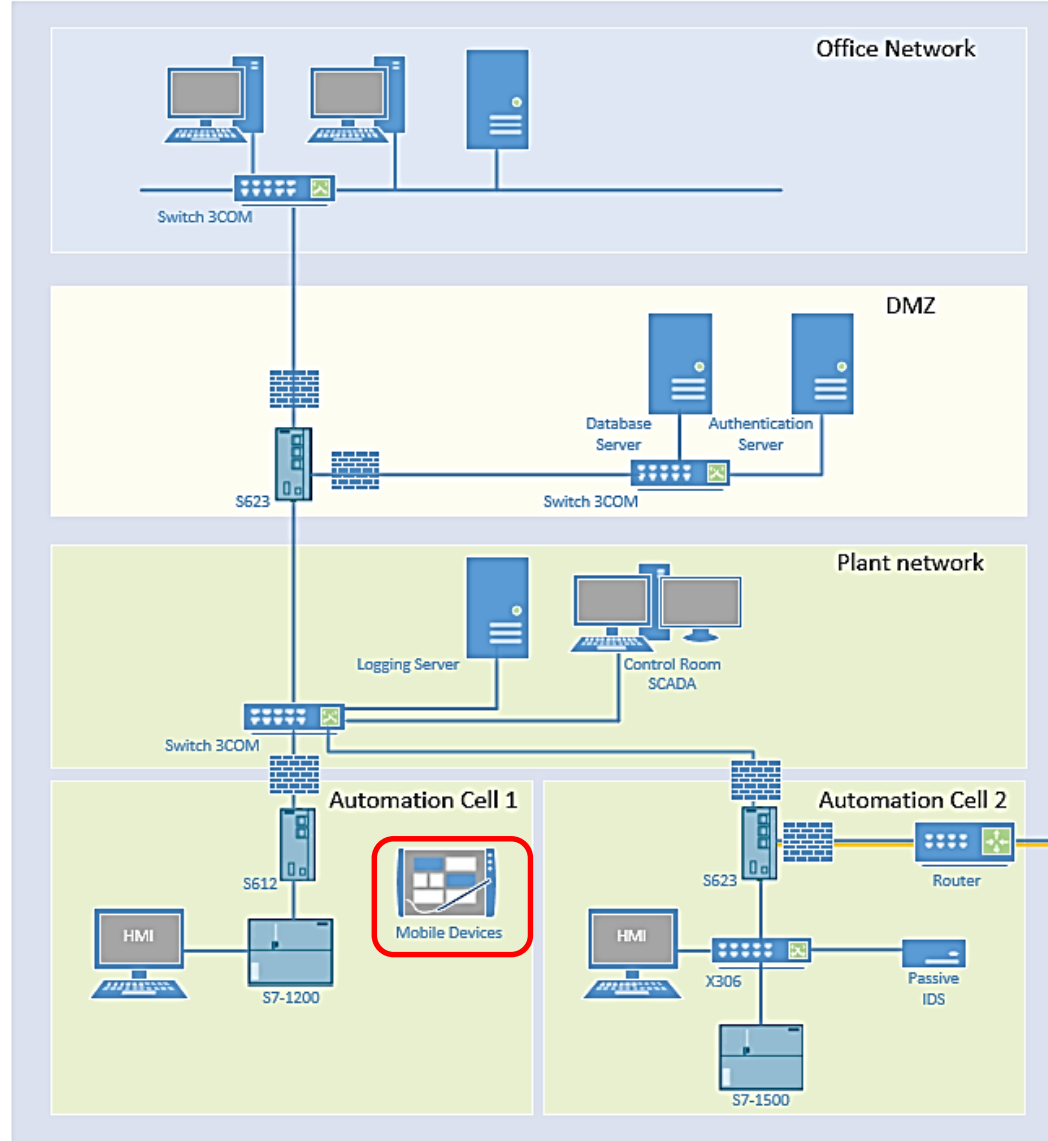 Office Network
Switch 3COM
DMZ
Database
Server
Authentication
Server
S623
Switch 3COM
Plant network
Logging Server
Control Room
SCADA
Switch 3COM
Automation Cell 1
S612
Mobile Devices
HMI
S7-1200
Automation Cell 2
S623
Router
HMI
X306
Passive
IDS
S7-1500